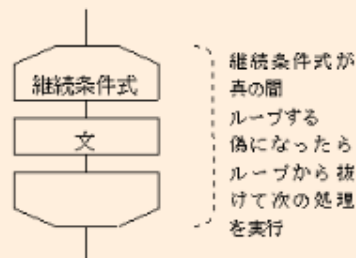 継続条件式
文
継続条件式が
真の間
ループする
偽になったら
ループから抜
けて次の処理
を実行